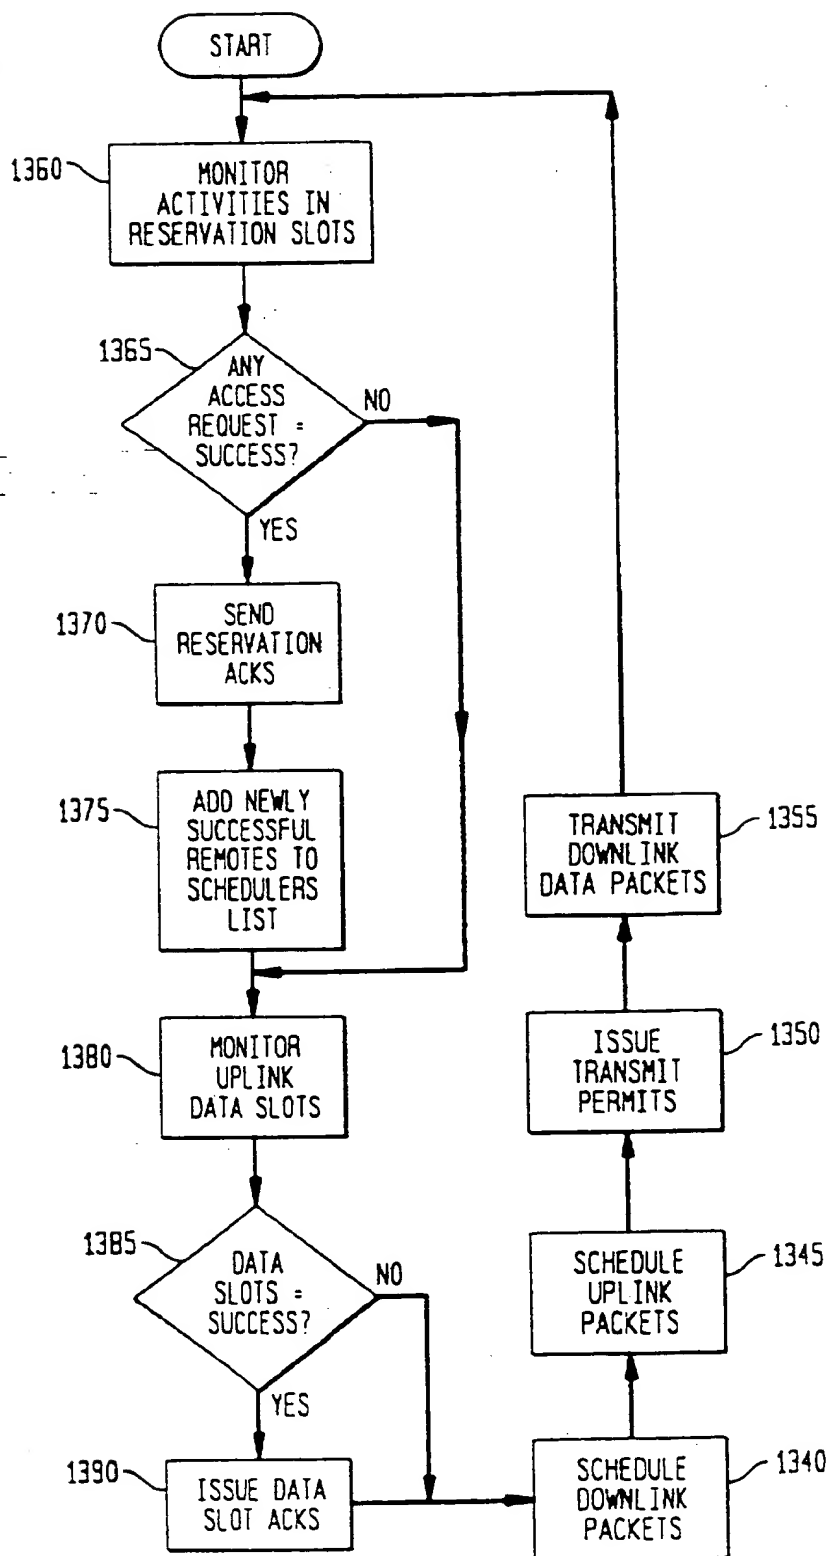 START
1360
MONITOR
ACTIVITIES IN
RESERVATION SLOTS
1365
ANY
ACCESS
REQUEST =
SUCCESS?
NO
YES
1370
SEND
RESERVATION
ACKS
1375
ADD NEWLY
SUCCESSFUL
REMOTES TO
SCHEDULERS
LIST
1380
MONITOR
UPLINK
DATA SLOTS
1385
DATA
SLOTS =
SUCCESS?
NO
YES
1390
ISSUE DATA
SLOT ACKS
1340
SCHEDULE
DOWNLINK
PACKETS
1345
SCHEDULE
UPLINK
PACKETS
1350
ISSUE
TRANSMIT
PERMITS
1355
TRANSMIT
DOWNLINK
DATA PACKETS